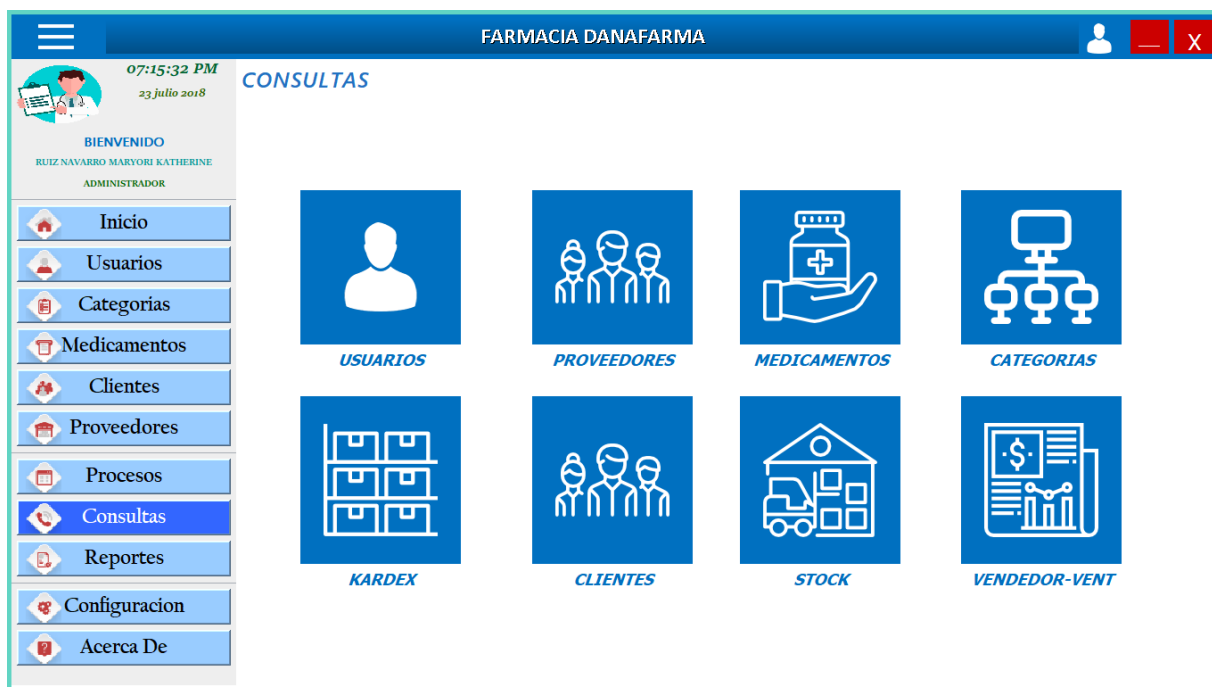 FARMACIA DANAFARMA
X
07:15:32 PM
23 julio 2018
BIENVENIDO
RUIZ NAVARRO MARYORI KATHERINE
ADMINISTRADOR
Inicio
Usuarios
Categorias
Medicamentos
Clientes
Proveedores
Procesos
Consultas
Reportes
Configuracion
Acerca De
CONSULTAS
USUARIOS
PROVEEDORES
MEDICAMENTOS
CATEGORIAS
$
KARDEX
CLIENTES
STOCK
VENDEDOR-VENT